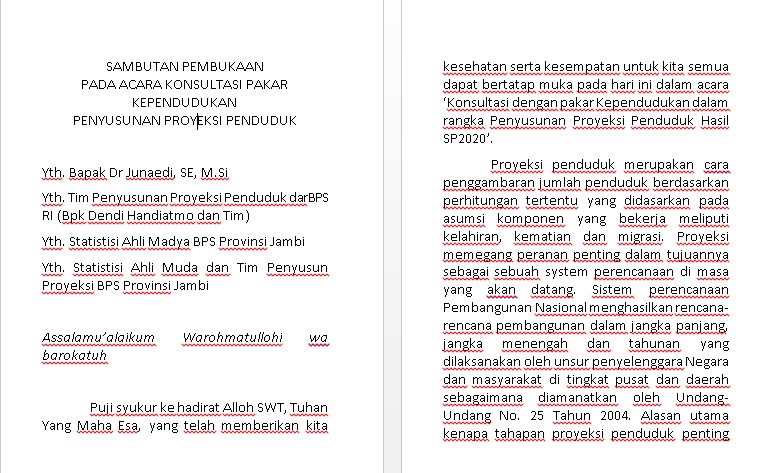 SAMBUTAN PEMBUKAAN
PADA ACARA KONSULTASI PAKAR
KEPENDUDUKAN
PENYUSUNAN PROYEKSI PENDUDUK
Yth. Bapak Dr Junaedi, SE, M.Si
Yth. Tim Penyusunan Proyeksi Penduduk darBPS
RI (Bpk Dendi Handiatmo dan Tim)
Yth. Statistisi Ahli Madya BPS Provinsi Jambi
Yth. Statistisi Ahli Muda dan Tim Penyusun
Proyeksi BPS Provinsi Jambi
Assalamu’alaikum Warohmatullohi wa
barokatuh
Puji syukur ke hadirat Alloh SWT, Tuhan
Yang Maha Esa, yang telah memberikan kita
kesehatan serta kesempatan untuk kita semua
dapat bertatap muka pada hari ini dalam acara
‘Konsultasi dengan pakar Kependudukan dalam
rangka Penyusunan Proyeksi Penduduk Hasil
SP2020’.
Proyeksi penduduk merupakan cara
penggambaran jumlah penduduk berdasarkan
perhitungan tertentu yang didasarkan pada
asumsi komponen yang bekerja meliputi
kelahiran, kematian dan migrasi. Proyeksi
memegang peranan penting dalam tujuannya
sebagai sebuah system perencanaan di masa
yang akan datang. Sistem perencanaan
Pembangunan Nasional menghasilkan rencana-
rencana pembangunan dalam jangka panjang,
jangka menengah dan tahunan yang
dilaksanakan oleh unsur penyelenggara Negara
dan masyarakat di tingkat pusat dan daerah
sebagaimana diamanatkan oleh Undang-
Undang No. 25 Tahun 2004. Alasan utama
kenapa tahapan proyeksi penduduk penting